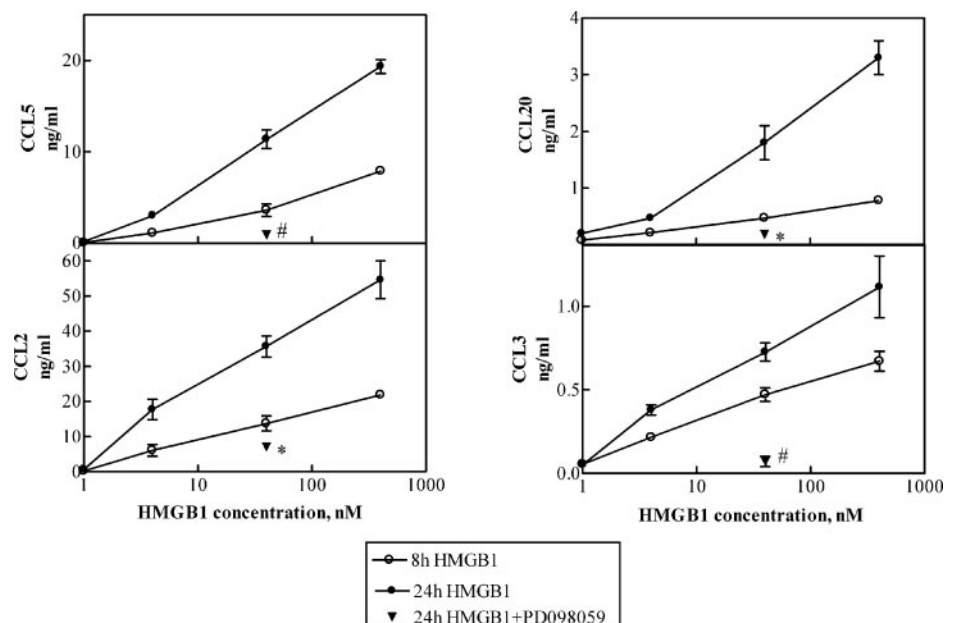 CCL5
ng/ml
20
10
0
#
CCL20
ng/ml
4
3
2
1
0
*
CCL2
ng/ml
60
50
40
30
20
10
0
*
1
10
100
1000
HMGB1 concentration, nM
CCL3
ng/ml
1.0
0.5
0.0
#
1
10
100
1000
HMGB1 concentration, nM
8h HMGB1
24h HMGB1
24h HMGB1+PD098059